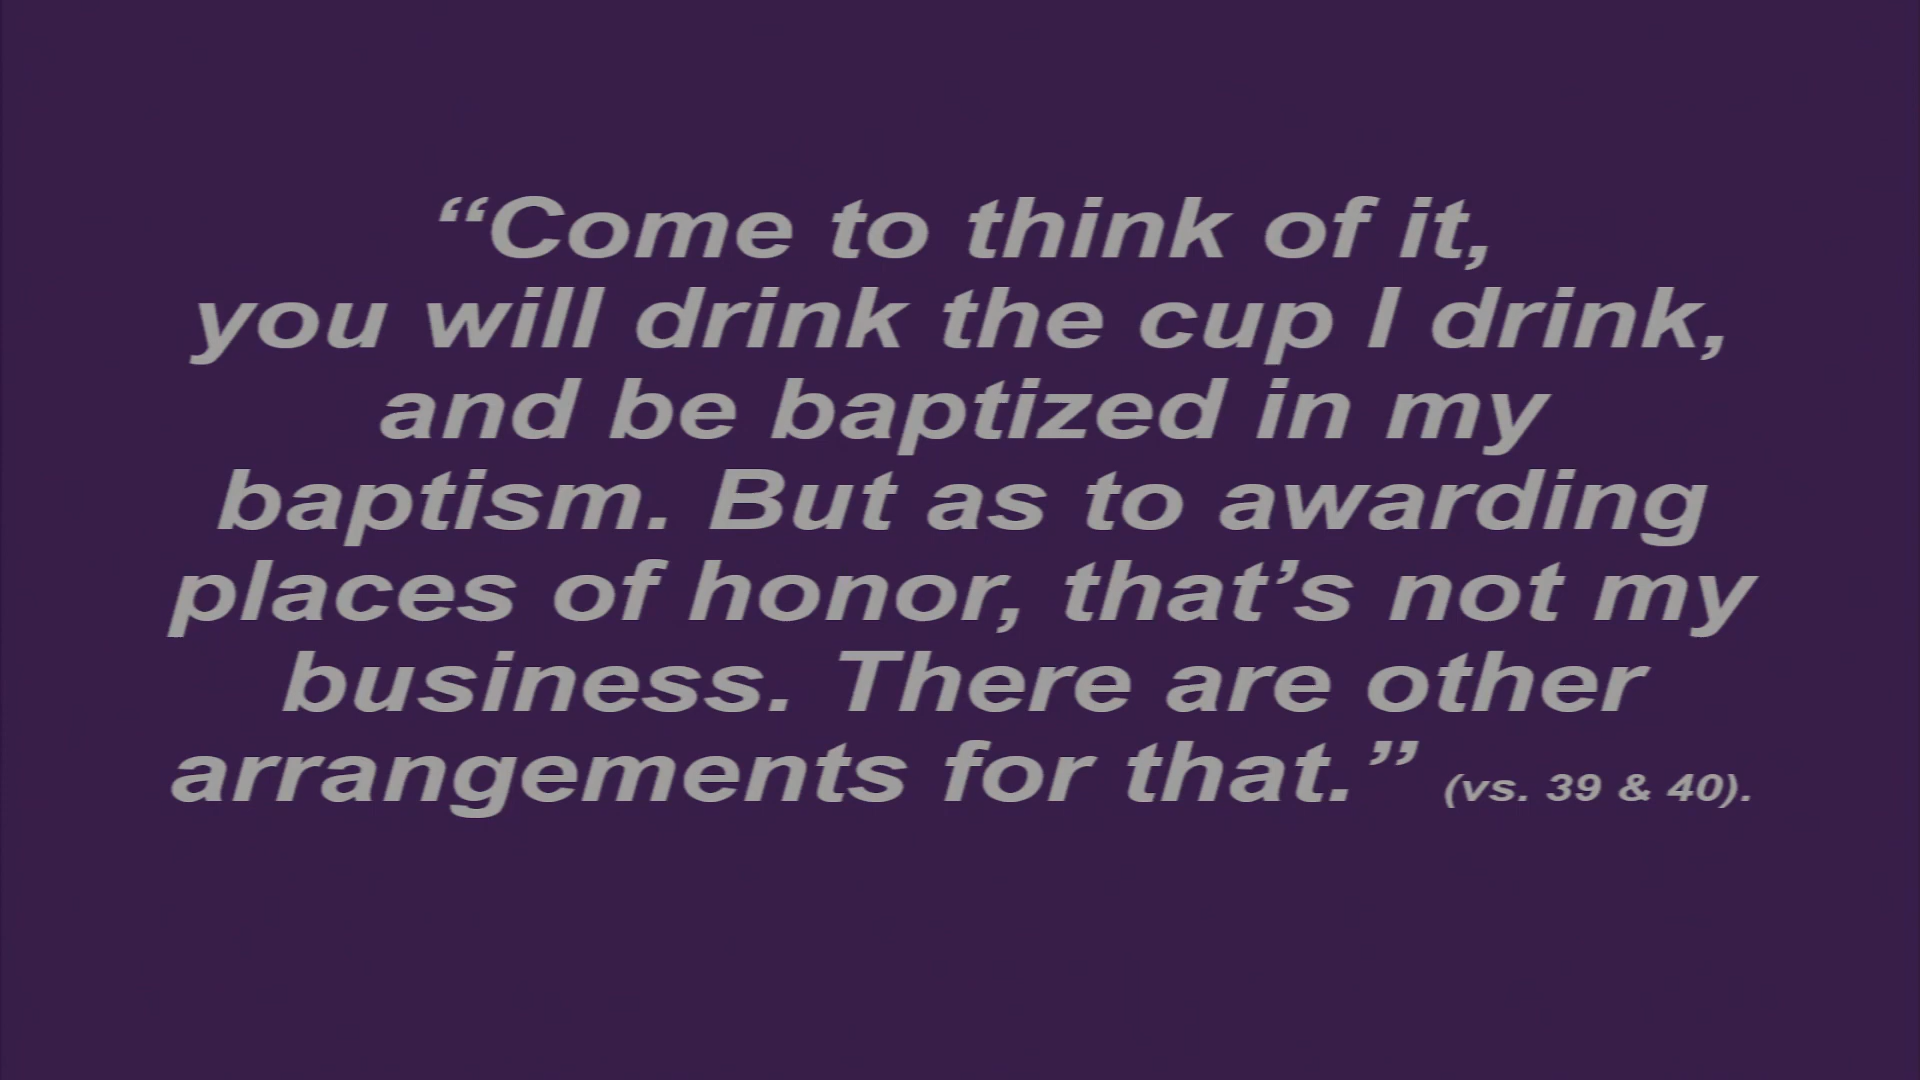 “Come to think of it,
you will drink the cup I drink,
and be baptized in my
baptism. But as to awarding
places of honor, that’s not my
business. There are other
arrangements for that.” (vs. 39 & 40).